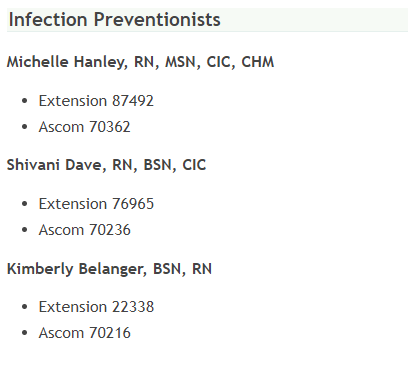 Infection Preventionists
Michelle Hanley, RN, MSN, CIC, CHM
• Extension 87492
• Ascom 70362
Shivani Dave, RN, BSN, CIC
• Extension 76965
• Ascom 70236
Kimberly Belanger, BSN, RN
• Extension 22338
• Ascom 70216